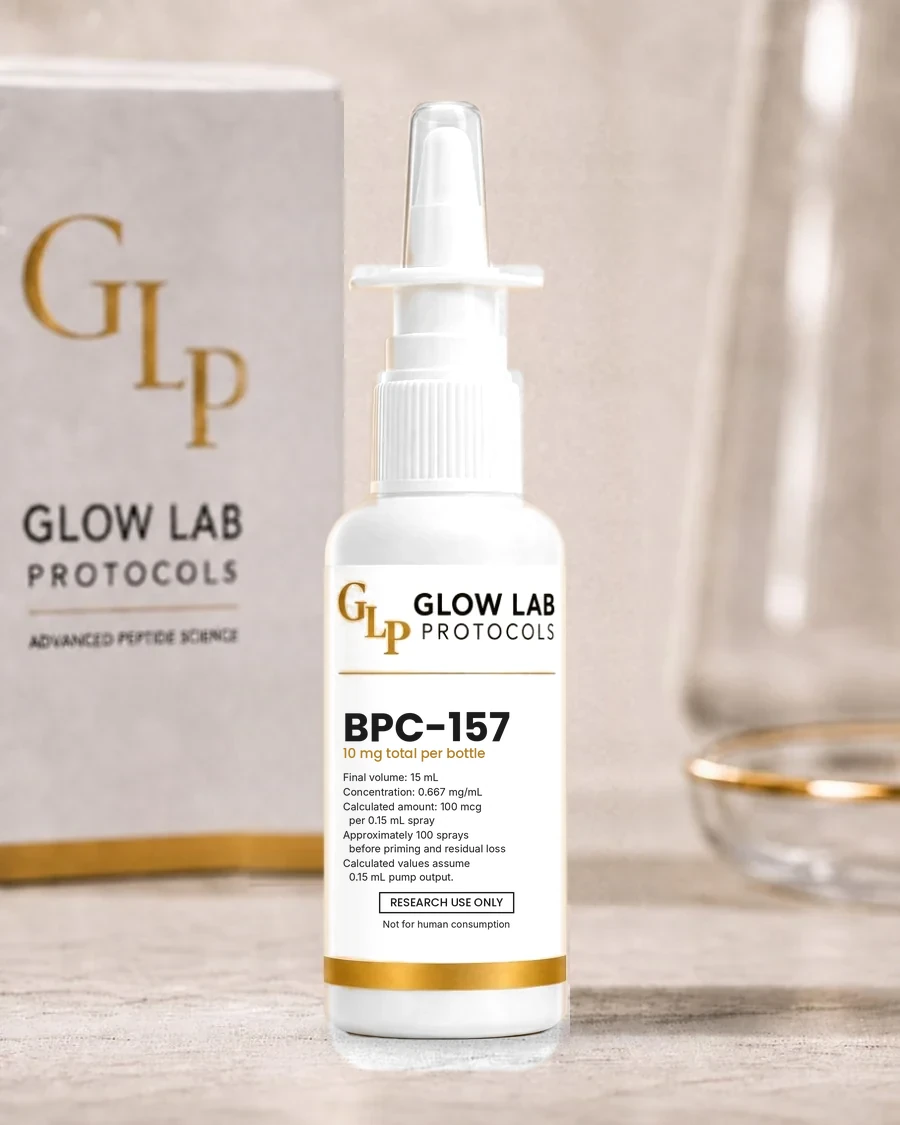 GLP
GLOW LAB
PROTOCOLS
ADVANCED PEPTIDE SCIENCE
GLP
GLOW LAB
PROTOCOLS
BPC-157
10 mg total per bottle
Final volume: 15 mL
Concentration: 0.667 mg/mL
Calculated amount: 100 mcg
per 0.15 mL spray
Approximately 100 sprays
before priming and residual loss
Calculated values assume
0.15 mL pump output.
RESEARCH USE ONLY
Not for human consumption